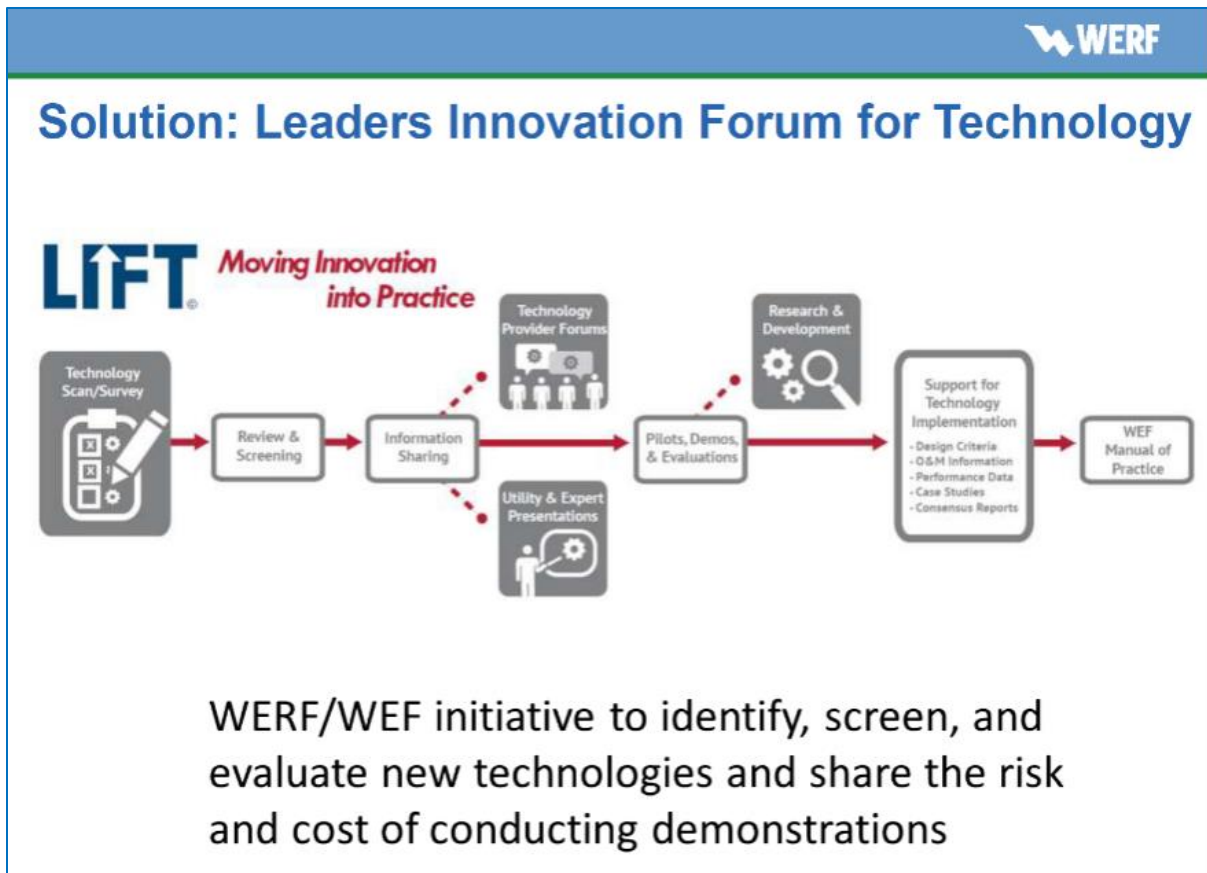 WERF
Solution: Leaders Innovation Forum for Technology
LIFT©
Moving Innovation
into Practice
Technology
Scan/Survey
Review &
Screening
Information
Sharing
Technology
Provider Forums
Utility & Expert
Presentations
Pilots, Demos,
& Evaluations
Research &
Development
Support for
Technology
Implementation
- Design Criteria
- O&M Information
- Performance Data
- Case Studies
- Consensus Reports
WEF
Manual of
Practice
WERF/WEF initiative to identify, screen, and
evaluate new technologies and share the risk
and cost of conducting demonstrations